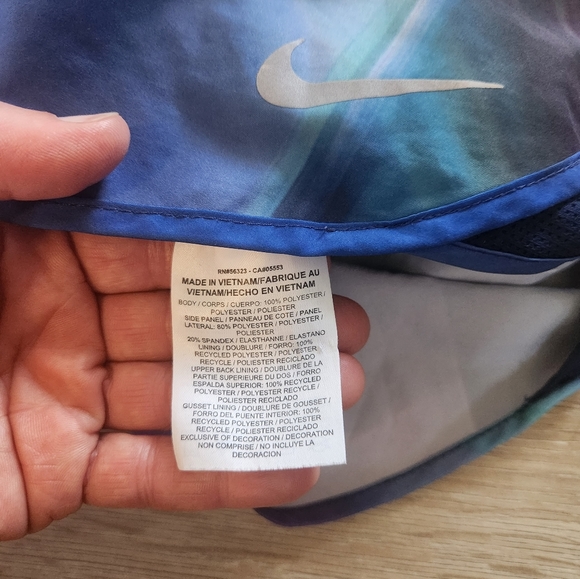 RN#56323 - CA#05553
MADE IN VIETNAM/FABRIQUE AU
VIETNAM/HECHO EN VIETNAM
BODY / CORPS / CUERPO: 100% POLYESTER /
POLYESTER / POLIESTER
SIDE PANEL / PANNEAU DE COTE / PANEL
LATERAL: 80% POLYESTER / POLYESTER /
POLIESTER
20% SPANDEX / ELASTHANNE / ELASTANO
LINING / DOUBLURE / FORRO: 100%
RECYCLED POLYESTER / POLYESTER
RECYCLE / POLIESTER RECICLADO
UPPER BACK LINING / DOUBLURE DE LA
PARTIE SUPERIEURE DU DOS / FORRO
ESPALDA SUPERIOR: 100% RECYCLED
POLYESTER / POLYESTER RECYCLE /
POLIESTER RECICLADO
GUSSET LINING / DOUBLURE DE GOUSSET /
FORRO DEL PUENTE INTERIOR: 100%
RECYCLED POLYESTER / POLYESTER
RECYCLE / POLIESTER RECICLADO
EXCLUSIVE OF DECORATION / DECORATION
NON COMPRISE / NO INCLUYE LA
DECORACION